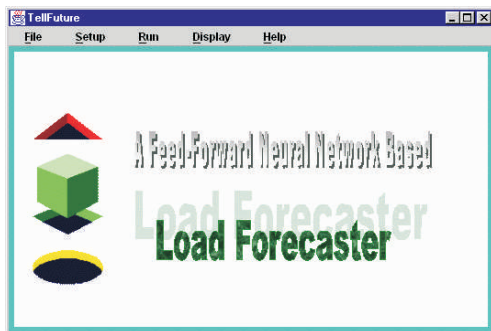 TellFuture
File Setup Run Display Help
A Feed-Forward Neural Network Based
Load Forecaster
Load Forecaster